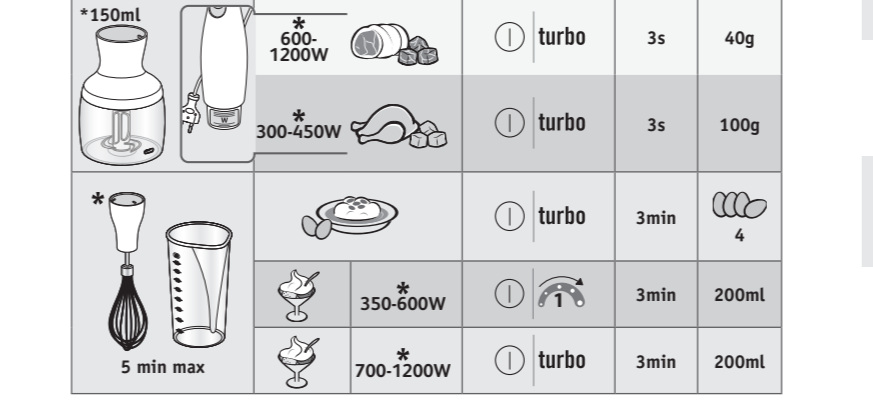 *150ml
W
*
600-
1200W
turbo
3s
40g
*
300-450W
turbo
3s
100g
*
5 min max
turbo
3min
4
*
350-600W
1
3min
200ml
*
700-1200W
turbo
3min
200ml